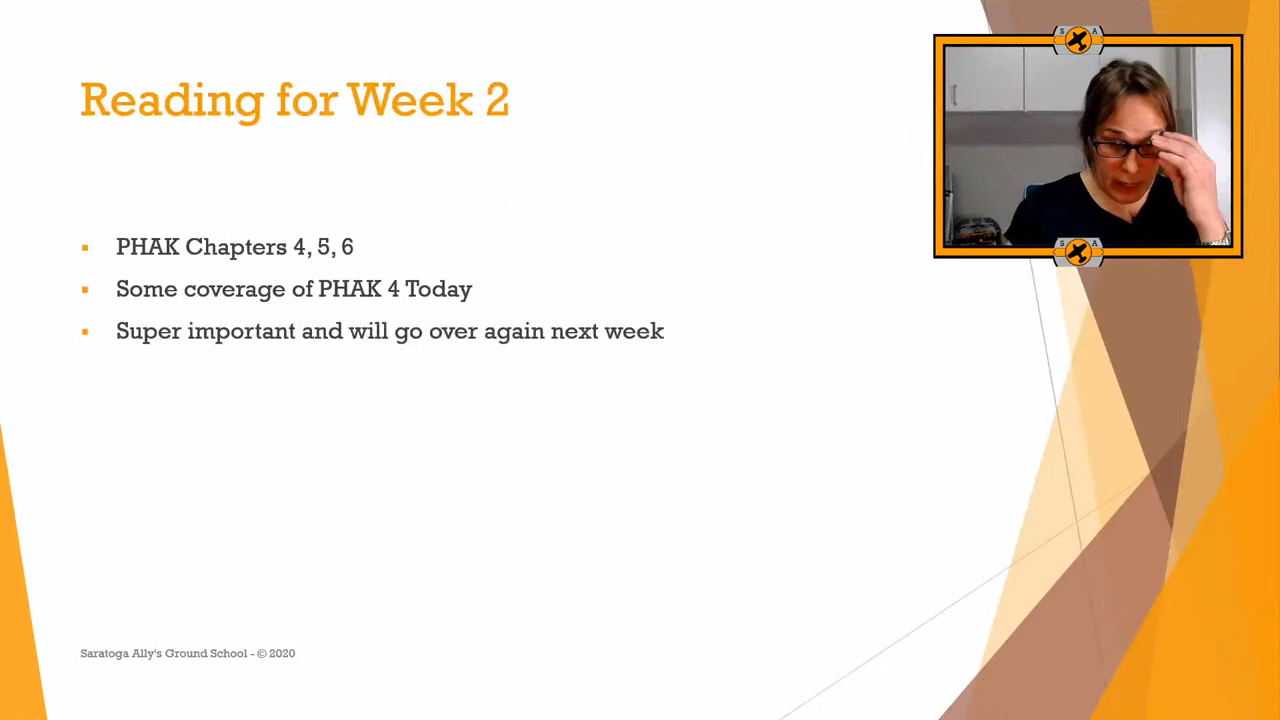 Reading for Week 2
S A
PHAK Chapters 4, 5, 6
Some coverage of PHAK 4 Today
Super important and will go over again next week
S A
Saratoga Ally's Ground School - © 2020